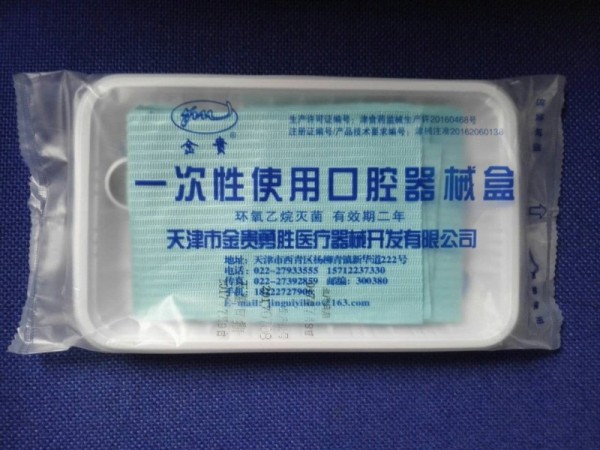 生产许可证编号：津食药监械生产许20160468号
注册证编号/产品技术要求编号：津械注准20162060138
金贵
®
一次性使用口腔器械盒
环氧乙烷灭菌 有效期二年
天津市金贵勇胜医疗器械开发有限公司
地址：天津市西青区杨柳青镇新华道222号
电话：022-27933555 15712237330
传真：022-27392859 邮编：300380
手机：
E-mail:jinguiyiliao@163.com